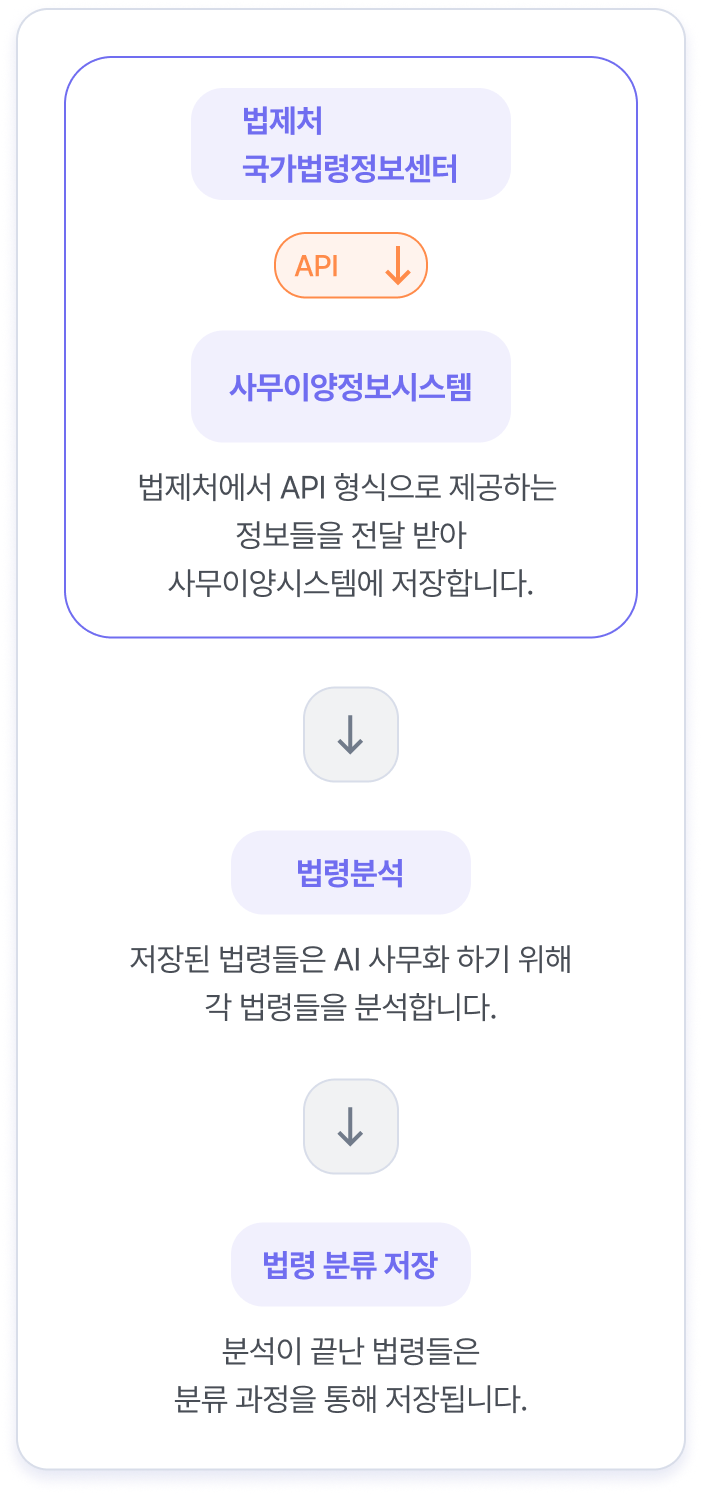 법제처
국가법령정보센터
API
사무이양정보시스템
법제처에서 API 형식으로 제공하는
정보들을 전달 받아
사무이양시스템에 저장합니다.
법령분석
저장된 법령들은 AI 사무화 하기 위해
각 법령들을 분석합니다.
법령 분류 저장
분석이 끝난 법령들은
분류 과정을 통해 저장됩니다.